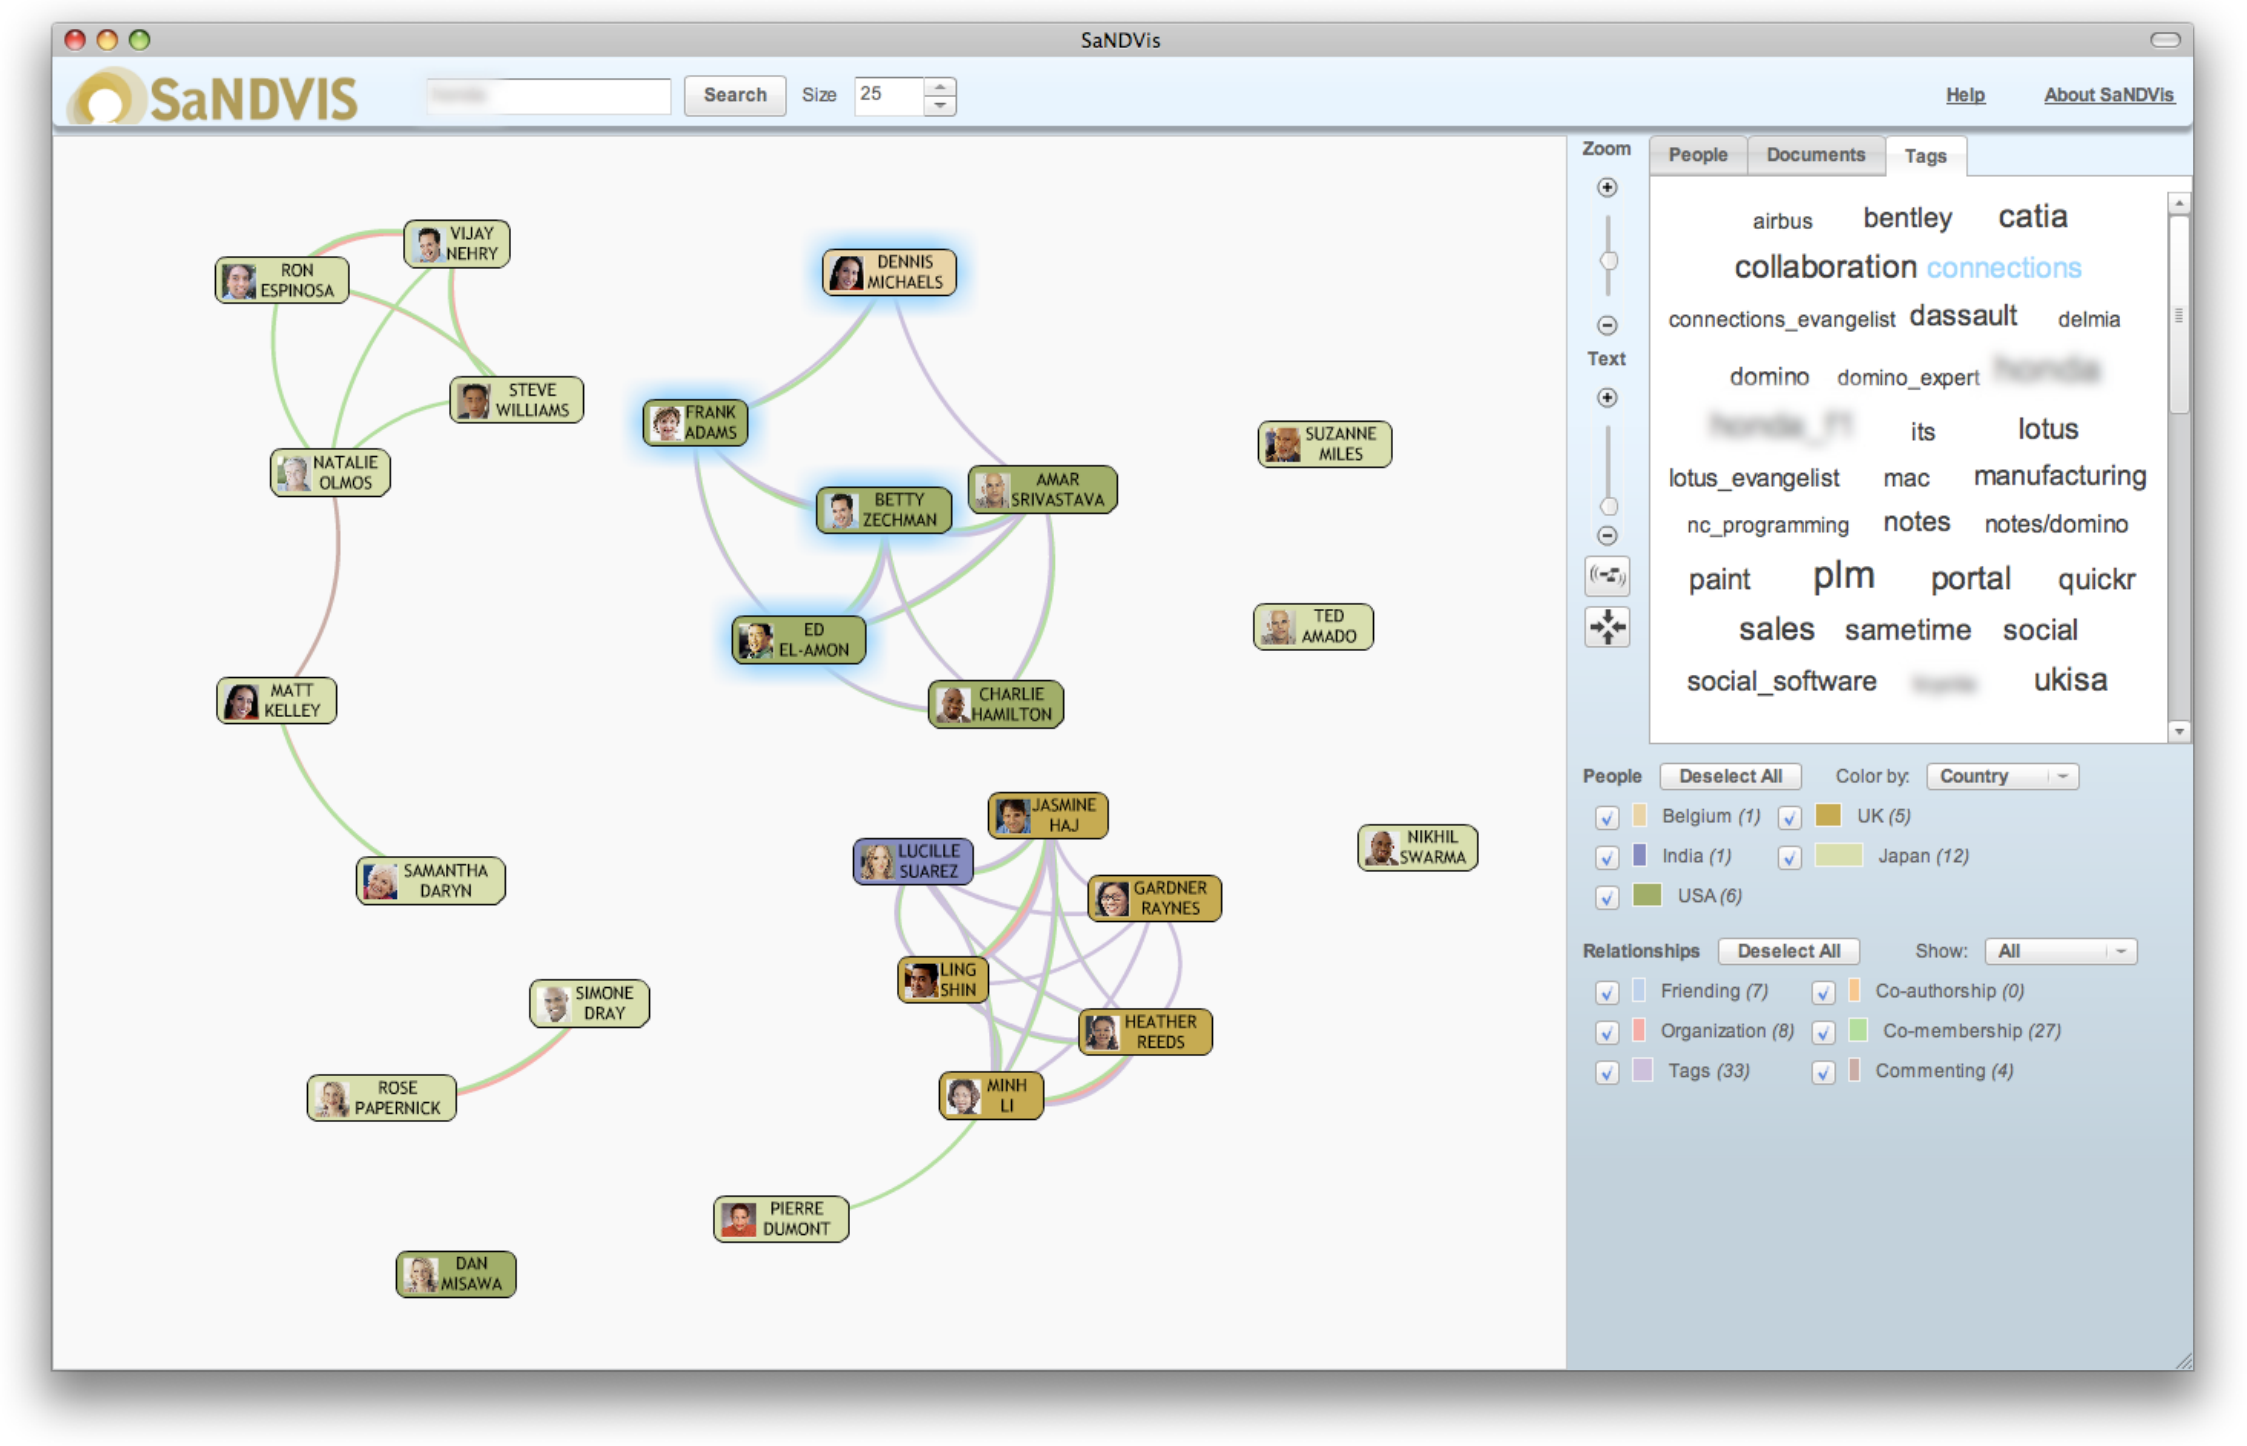 SaNDVis
SaNDVIS
Search
Size
25
Help
About SaNDVis
VIJAY
NEHRY
RON
ESPINOSA
STEVE
WILLIAMS
NATALIE
OLMOS
MATT
KELLEY
SAMANTHA
DARYN
SIMONE
DRAY
ROSE
PAPERNICK
DAN
MISAWA
DENNIS
MICHAELS
FRANK
ADAMS
BETTY
ZECHMAN
AMAR
SRIVASTAVA
ED
EL-AMON
CHARLIE
HAMILTON
JASMINE
HAJ
LUCILLE
SUAREZ
GARDNER
RAYNES
LING
SHIN
HEATHER
REEDS
MINH
LI
PIERRE
DUMONT
SUZANNE
MILES
TED
AMADO
NIKHIL
SWARMA
Zoom
Text
People
Documents
Tags
airbus bentley catia
collaboration connections
connections_evangelist dassault delmia
domino domino_expert honda
honda_f1 its lotus
lotus_evangelist mac manufacturing
nc_programming notes notes/domino
paint plm portal quickr
sales sametime social
social_software ukisa
People Deselect All Color by: Country
Belgium (1) UK (5)
India (1) Japan (12)
USA (6)
Relationships Deselect All Show: All
Friending (7) Co-authorship (0)
Organization (8) Co-membership (27)
Tags (33) Commenting (4)